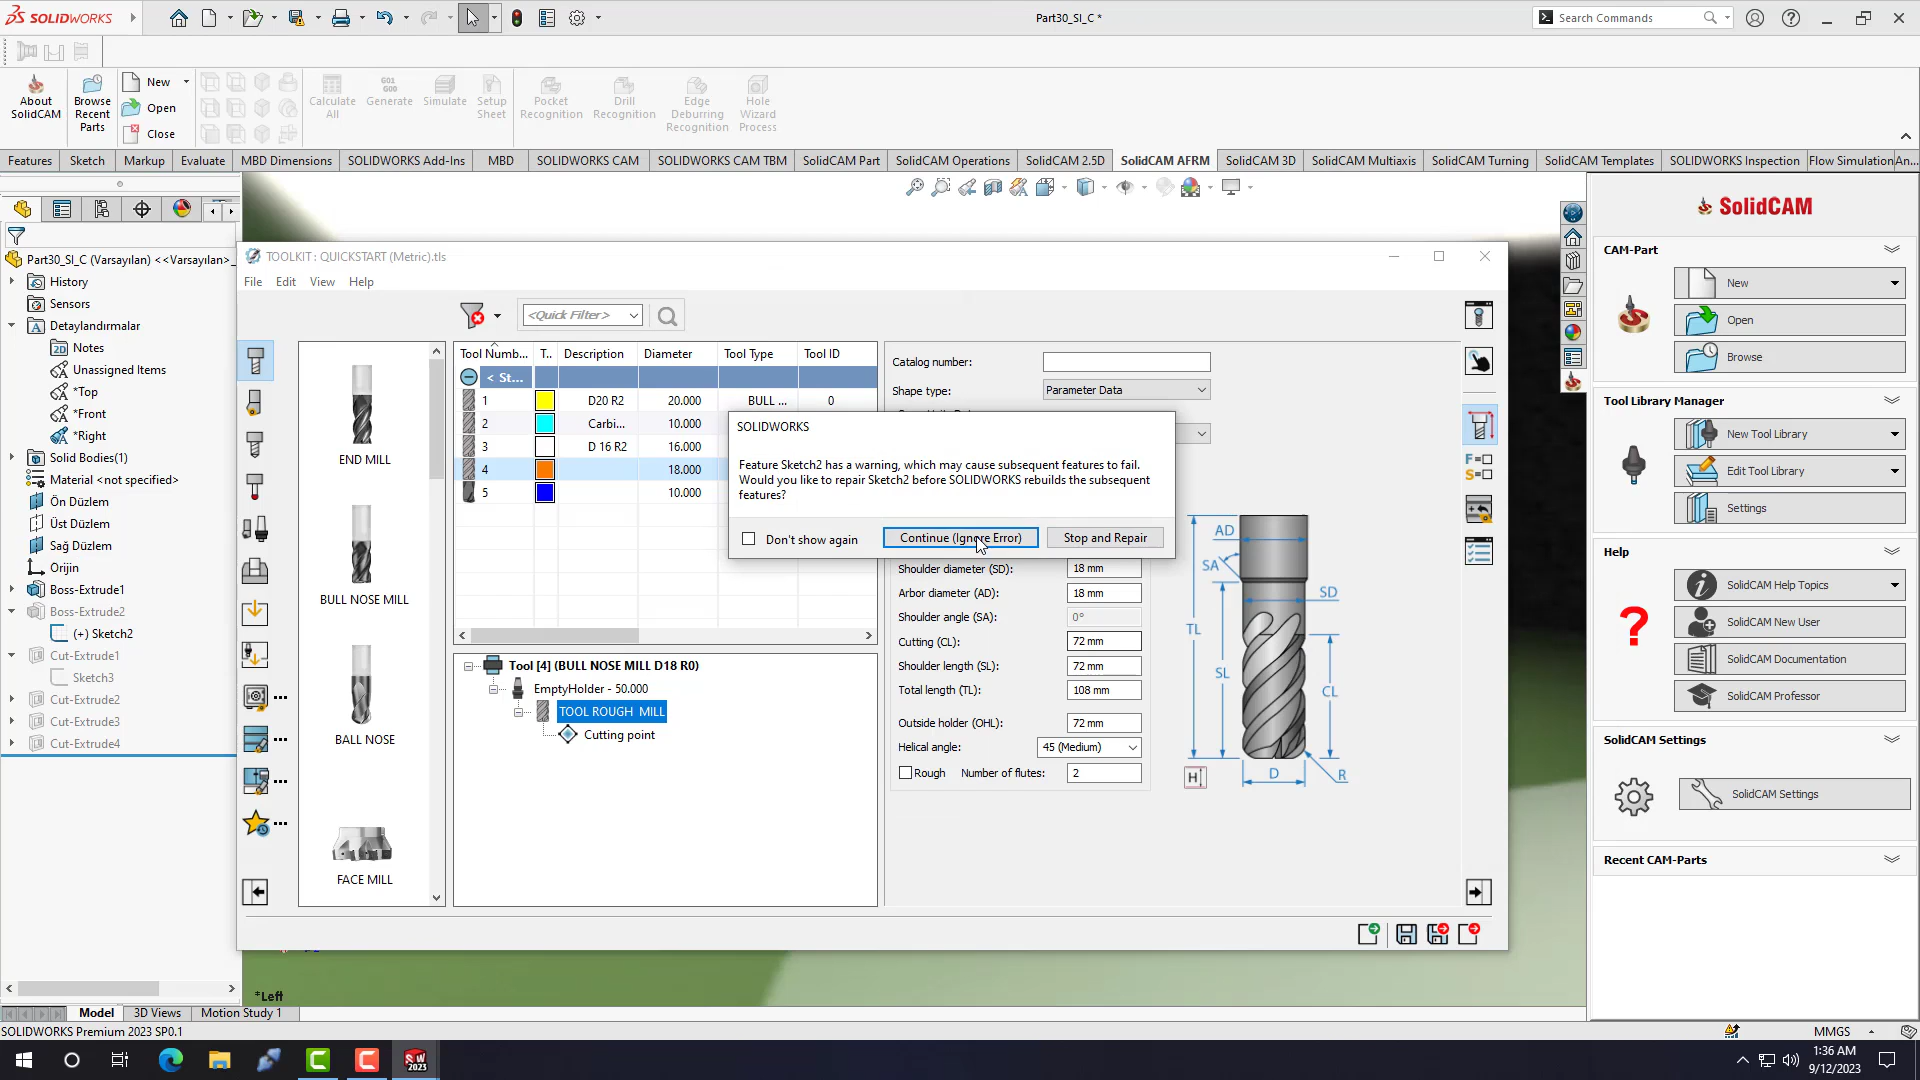 SOLIDWORKS
Part30_SI_C *
Search Commands
About SolidCAM
Browse Recent Parts
New
Open
Close
Calculate All
G01 G00
Generate
Simulate
Setup Sheet
Pocket Recognition
Drill Recognition
Edge Deburring Recognition
Hole Wizard Process
Features
Sketch
Markup
Evaluate
MBD Dimensions
SOLIDWORKS Add-Ins
MBD
SOLIDWORKS CAM
SOLIDWORKS CAM TBM
SolidCAM Part
SolidCAM Operations
SolidCAM 2.5D
SolidCAM AFRM
SolidCAM 3D
SolidCAM Multiaxis
SolidCAM Turning
SolidCAM Templates
SOLIDWORKS Inspection
Flow Simulation
An...
Part30_SI_C (Varsayılan) <<Varsayılan>_
History
Sensors
Detaylandırmalar
Notes
Unassigned Items
*Top
*Front
*Right
Solid Bodies(1)
Material <not specified>
Ön Düzlem
Üst Düzlem
Sağ Düzlem
Orijin
Boss-Extrude1
Boss-Extrude2
(+) Sketch2
Cut-Extrude1
Sketch3
Cut-Extrude2
Cut-Extrude3
Cut-Extrude4
TOOLKIT : QUICKSTART (Metric).tls
File Edit View Help
<Quick Filter>
END MILL
BULL NOSE MILL
BALL NOSE
FACE MILL
Tool Numb... T.. Description Diameter Tool Type Tool ID
< St...
1 D20 R2 20.000 BULL ... 0
2 Carbi... 10.000
3 D 16 R2 16.000
4 18.000
5 10.000
Tool [4] (BULL NOSE MILL D18 R0)
EmptyHolder - 50.000
TOOL ROUGH MILL
Cutting point
Catalog number:
Shape type: Parameter Data
SOLIDWORKS
Feature Sketch2 has a warning, which may cause subsequent features to fail.
Would you like to repair Sketch2 before SOLIDWORKS rebuilds the subsequent
features?
Don't show again
Continue (Ignore Error)
Stop and Repair
Shoulder diameter (SD): 18 mm
Arbor diameter (AD): 18 mm
Shoulder angle (SA): 0°
Cutting (CL): 72 mm
Shoulder length (SL): 72 mm
Total length (TL): 108 mm
Outside holder (OHL): 72 mm
Helical angle: 45 (Medium)
Rough Number of flutes: 2
AD
SA
SD
TL
SL
CL
H
D
R
F=
S=
SolidCAM
CAM-Part
New
Open
Browse
Tool Library Manager
New Tool Library
Edit Tool Library
Settings
Help
SolidCAM Help Topics
SolidCAM New User
SolidCAM Documentation
SolidCAM Professor
SolidCAM Settings
SolidCAM Settings
Recent CAM-Parts
*Left
Model
3D Views
Motion Study 1
SOLIDWORKS Premium 2023 SP0.1
MMGS
SW
2023
1:36 AM
9/12/2023